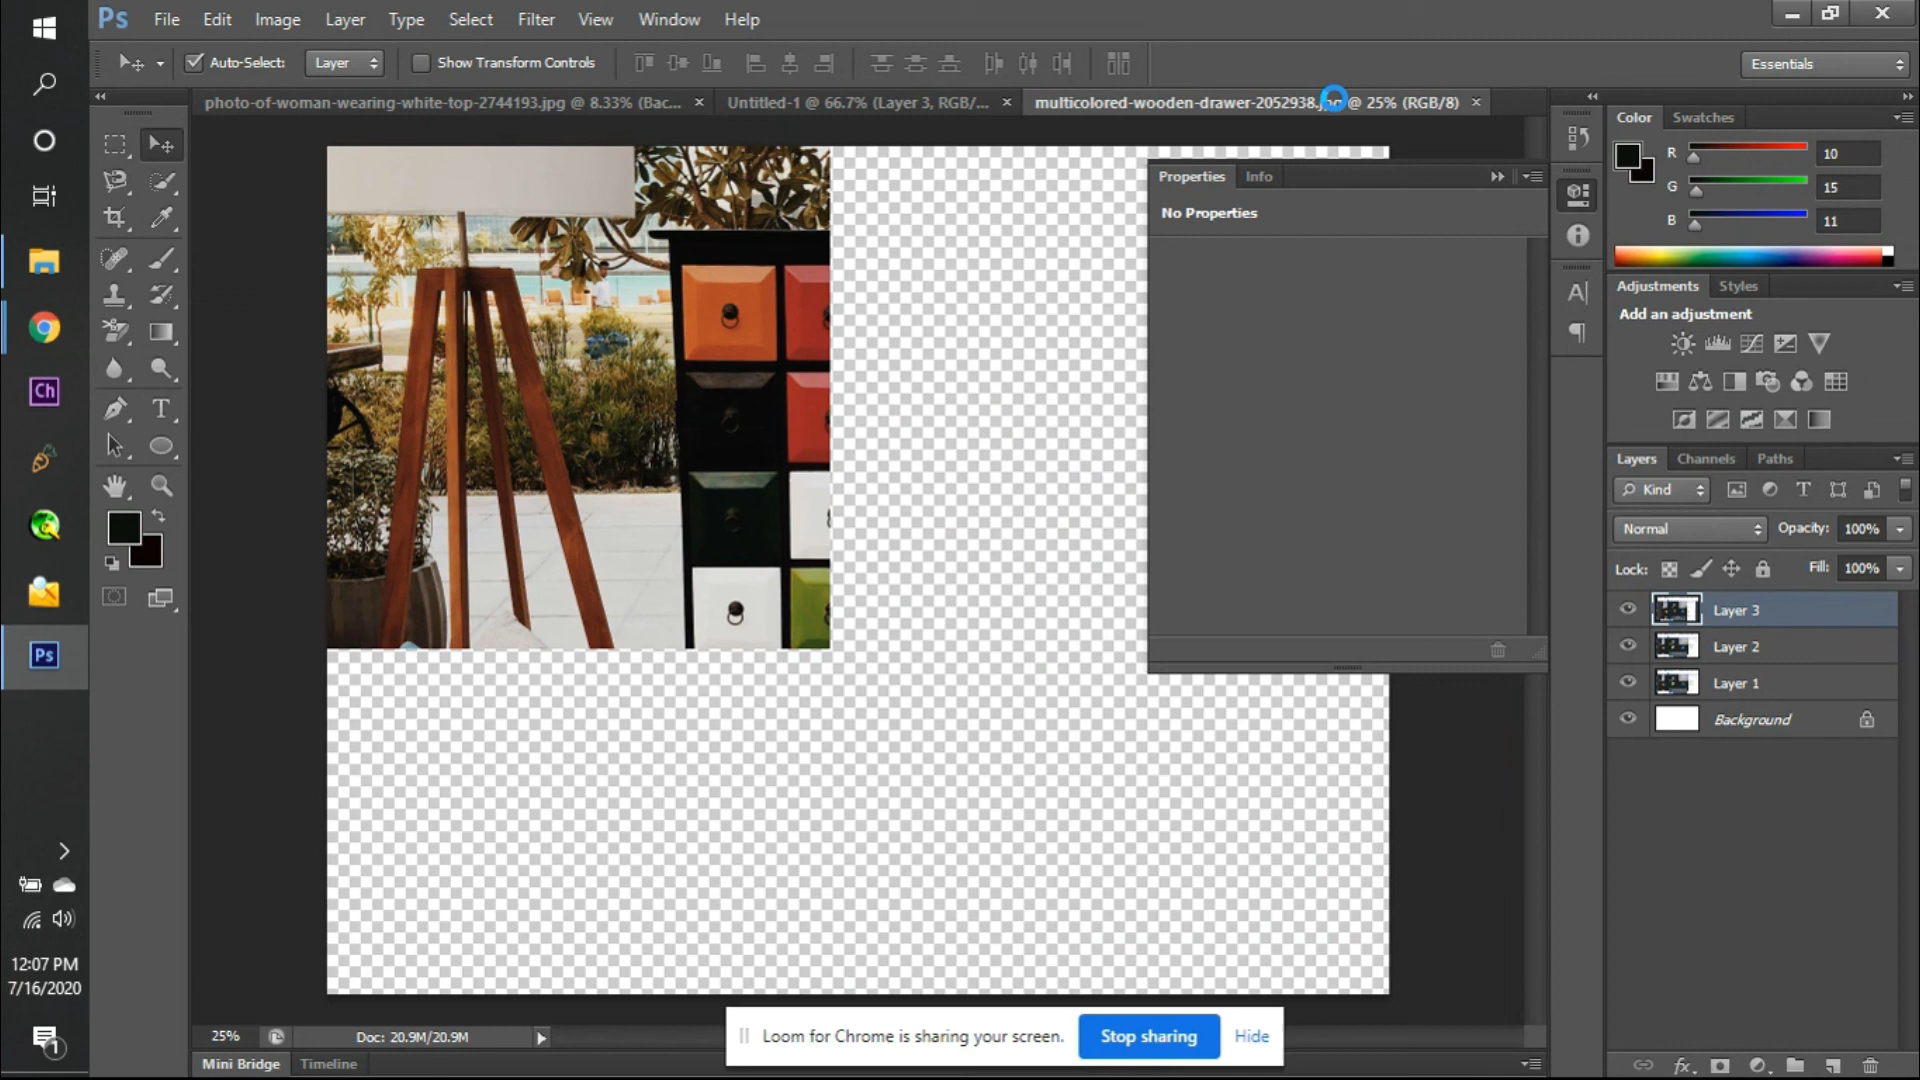 Ps File Edit Image Layer Type Select Filter View Window Help
Auto-Select: Layer Show Transform Controls Essentials
photo-of-woman-wearing-white-top-2744193.jpg @ 8.33% (Bac... × Untitled-1 @ 66.7% (Layer 3, RGB/... × multicolored-wooden-drawer-2052938.jpg @ 25% (RGB/8) ×
Color Swatches
R 10
G 15
B 11
Properties Info
No Properties
Adjustments Styles
Add an adjustment
Layers Channels Paths
Kind
Normal Opacity: 100%
Lock: Fill: 100%
Layer 3
Layer 2
Layer 1
Background
Ch
Ps
12:07 PM
7/16/2020
1
25% Doc: 20.9M/20.9M
Loom for Chrome is sharing your screen. Stop sharing Hide
Mini Bridge Timeline